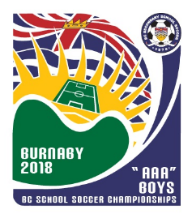 BURNABY
2018
"AAA"
BOYS
BC SCHOOL SOCCER CHAMPIONSHIPS